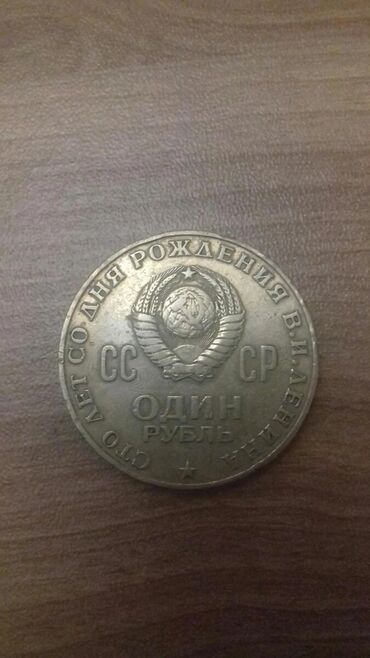 СТО ЛЕТ СО ДНЯ РОЖДЕНИЯ В.И.ЛЕНИНА
СС СР
ОДИН
РУБЛЬ